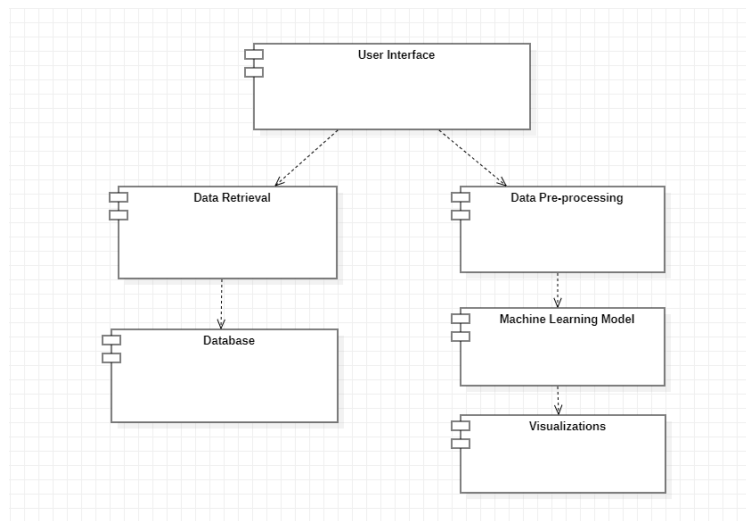 User Interface
Data Retrieval
Data Pre-processing
Database
Machine Learning Model
Visualizations